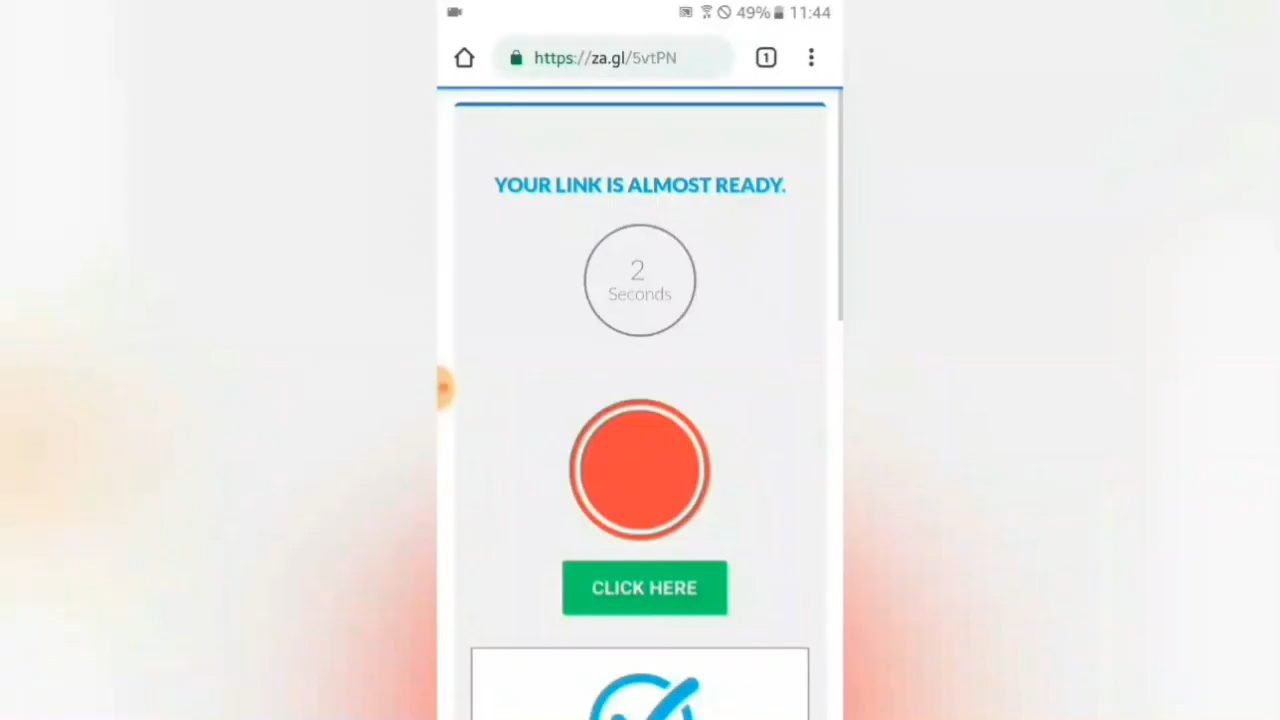 49% 11:44
https://za.gl/5vtPN 1
YOUR LINK IS ALMOST READY.
2
Seconds
CLICK HERE